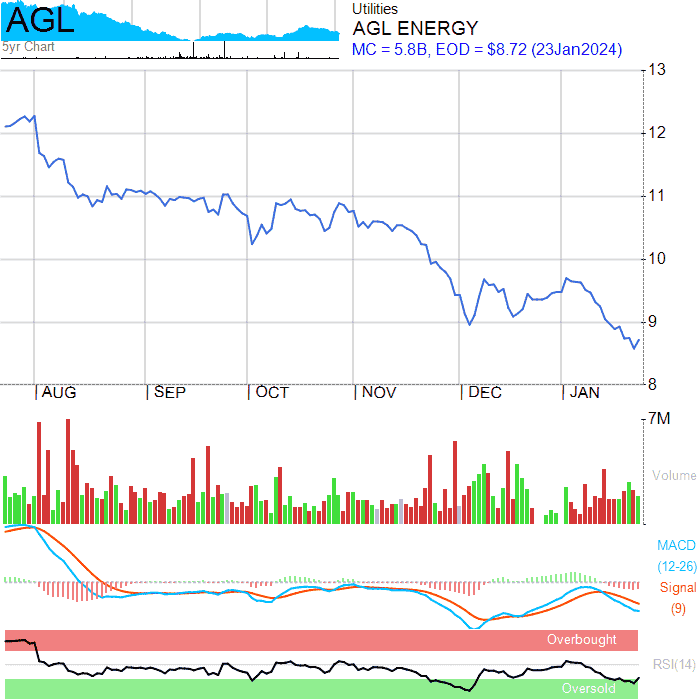 AGL
5yr Chart
Utilities
AGL ENERGY
MC = 5.8B, EOD = $8.72 (23Jan2024)
13
12
11
10
9
8
AUG SEP OCT NOV DEC JAN
7M
Volume
MACD
(12-26)
Signal
(9)
Overbought
RSI(14)
Oversold